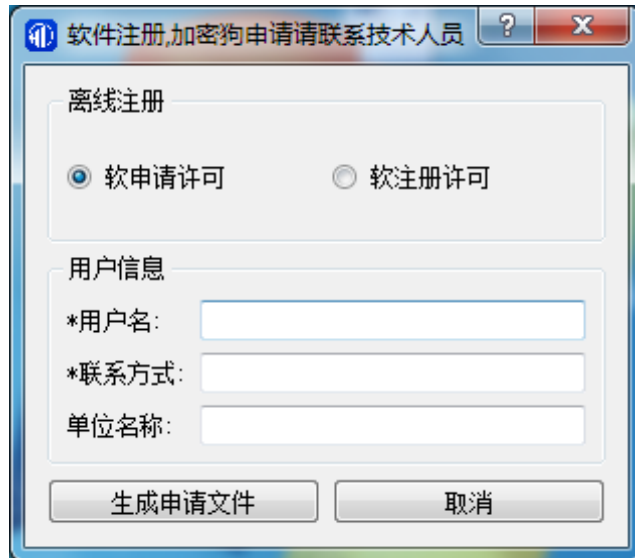 软件注册,加密狗申请请联系技术人员
离线注册
软申请许可 软注册许可
用户信息
*用户名:
*联系方式:
单位名称:
生成申请文件 取消